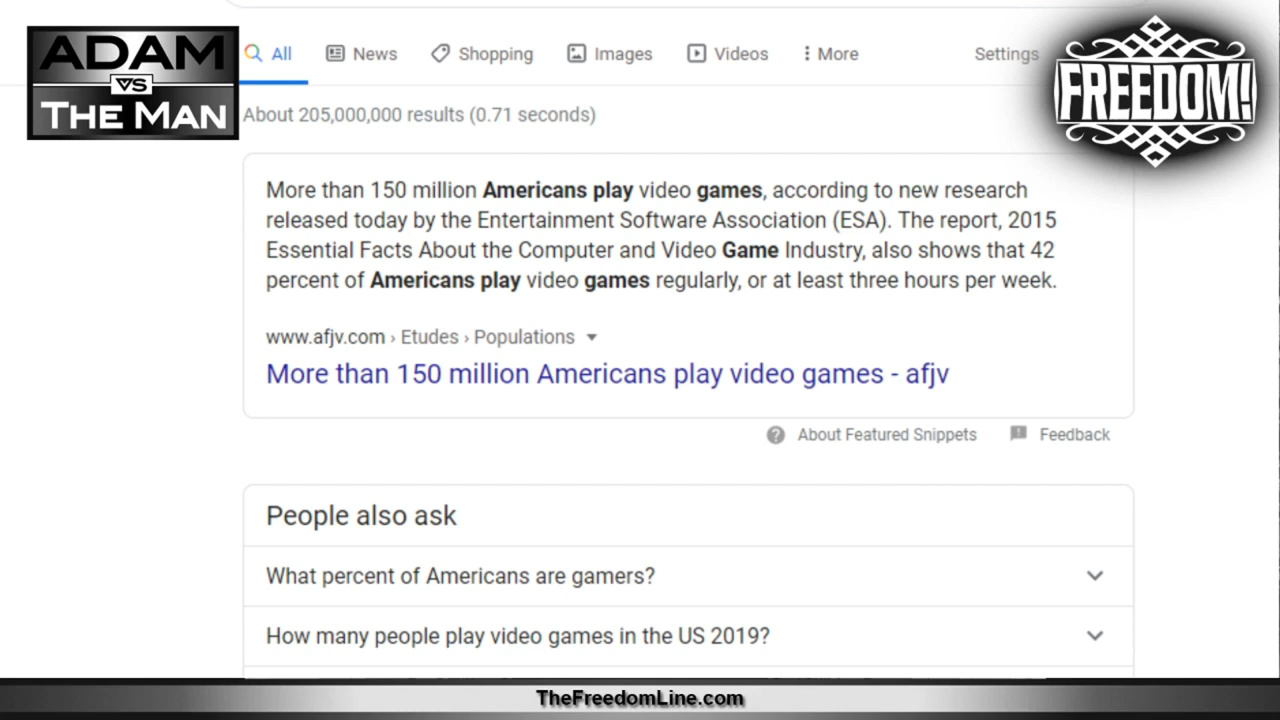 ADAM
VS
THE MAN
All News Shopping Images Videos More Settings
FREEDOM!
About 205,000,000 results (0.71 seconds)
More than 150 million Americans play video games, according to new research
released today by the Entertainment Software Association (ESA). The report, 2015
Essential Facts About the Computer and Video Game Industry, also shows that 42
percent of Americans play video games regularly, or at least three hours per week.
www.afjv.com › Etudes › Populations
More than 150 million Americans play video games - afjv
About Featured Snippets Feedback
People also ask
What percent of Americans are gamers?
How many people play video games in the US 2019?
TheFreedomLine.com